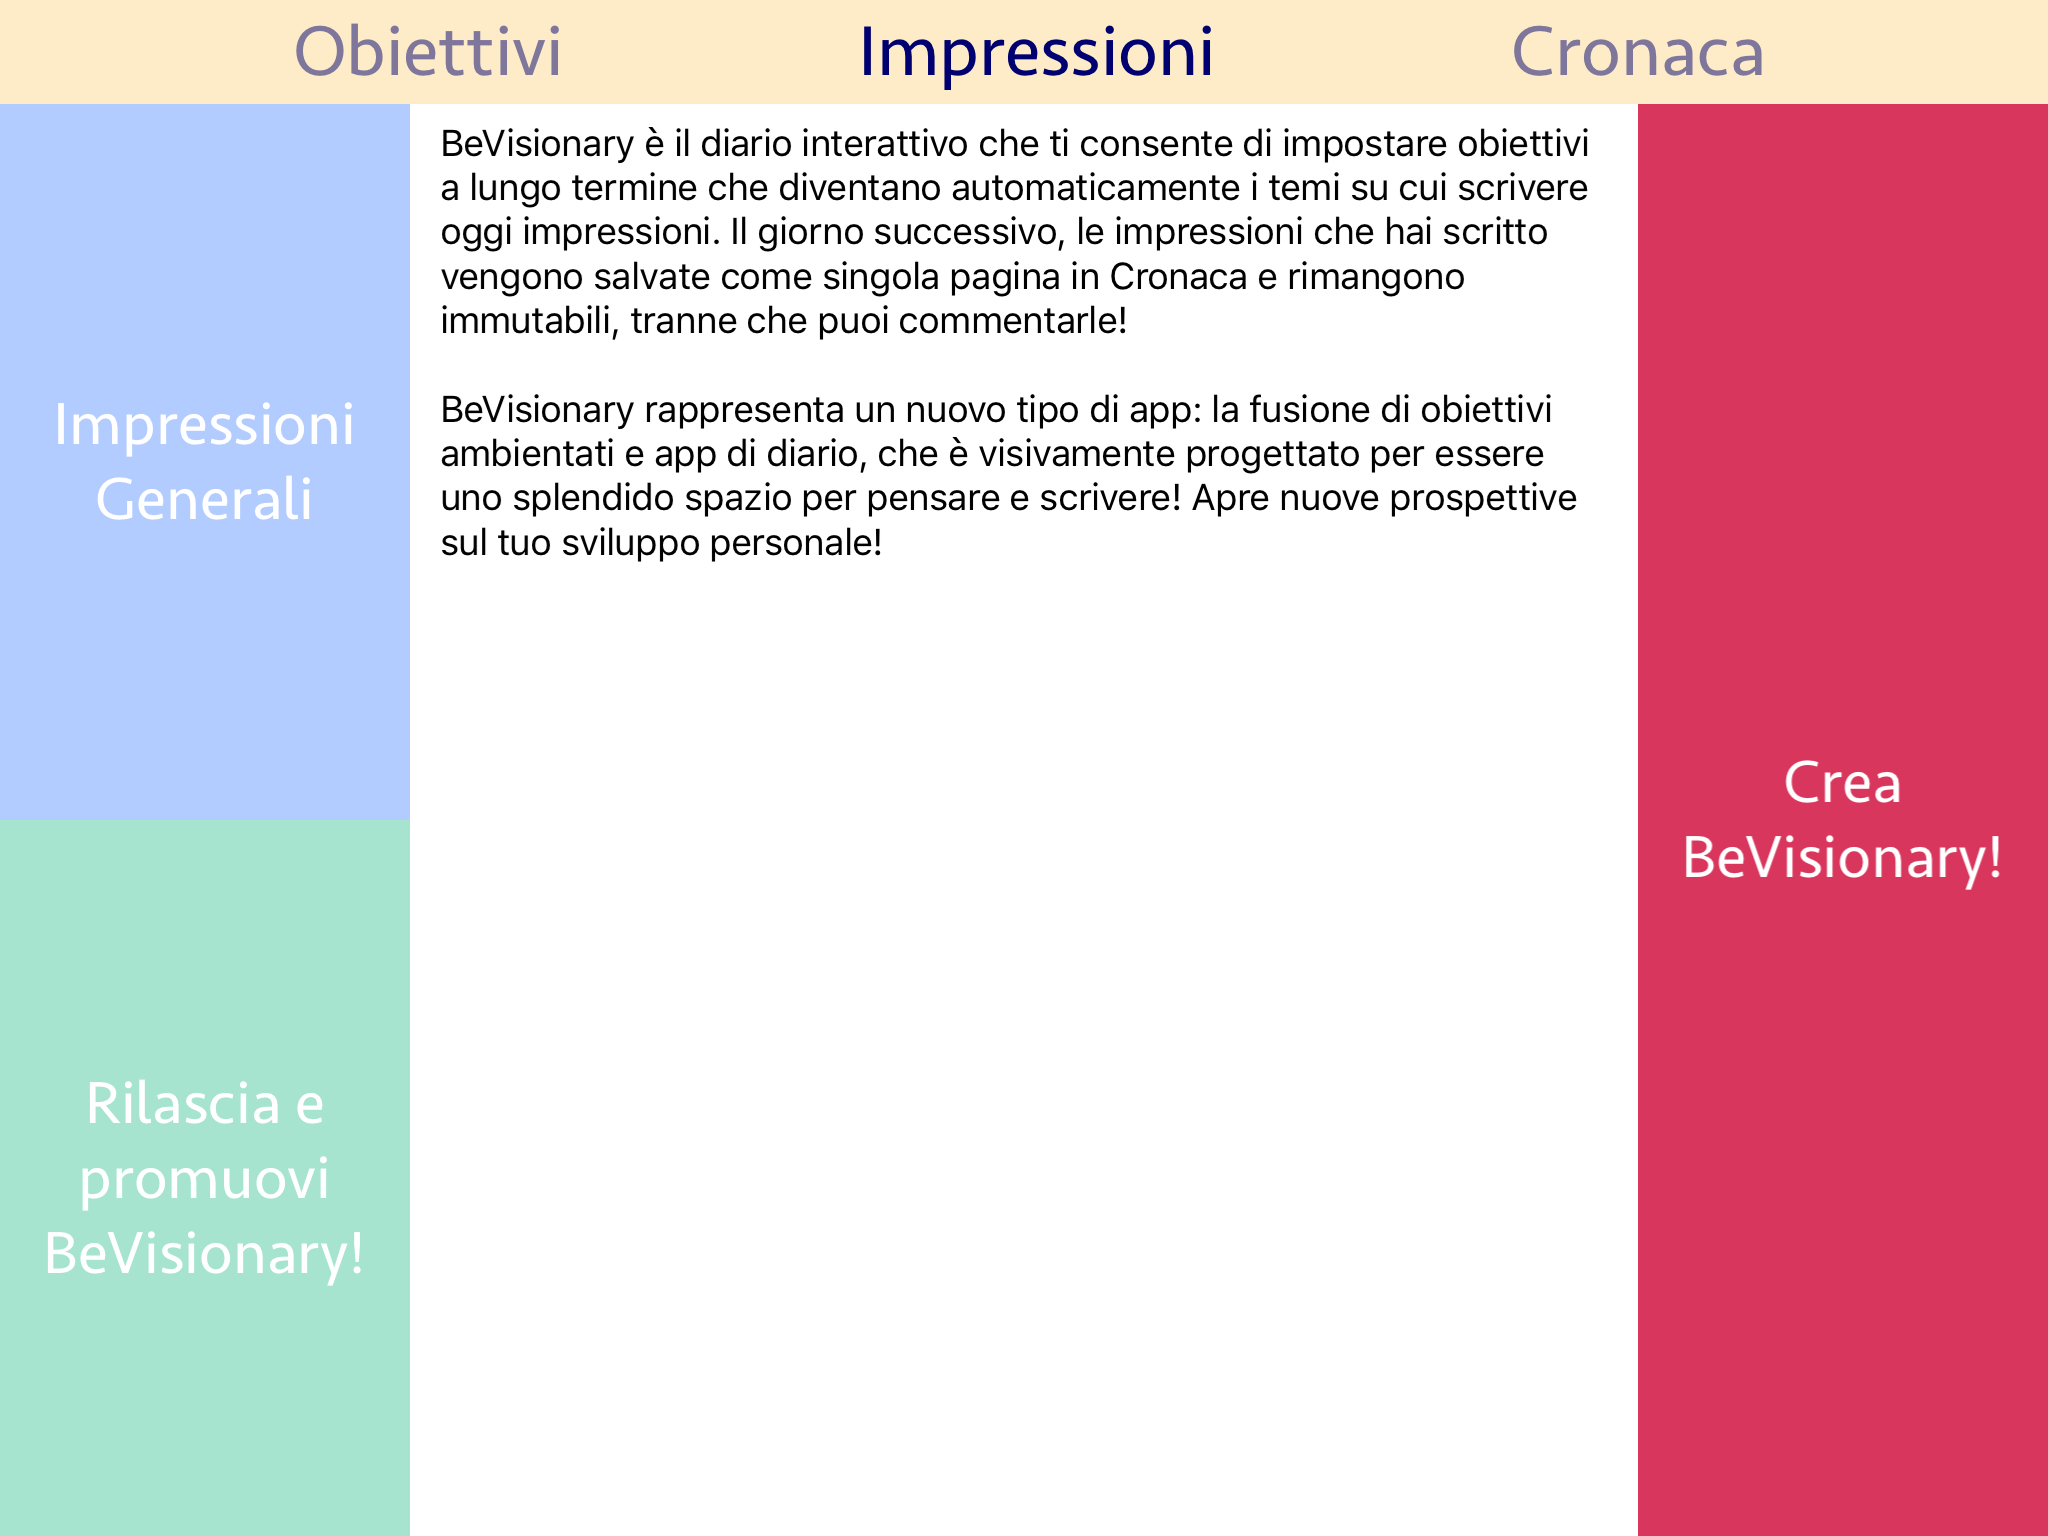 Obiettivi
Impressioni
Cronaca
Impressioni
Generali
Rilascia e
promuovi
BeVisionary!
BeVisionary è il diario interattivo che ti consente di impostare obiettivi
a lungo termine che diventano automaticamente i temi su cui scrivere
oggi impressioni. Il giorno successivo, le impressioni che hai scritto
vengono salvate come singola pagina in Cronaca e rimangono
immutabili, tranne che puoi commentarle!
BeVisionary rappresenta un nuovo tipo di app: la fusione di obiettivi
ambientati e app di diario, che è visivamente progettato per essere
uno splendido spazio per pensare e scrivere! Apre nuove prospettive
sul tuo sviluppo personale!
Crea
BeVisionary!